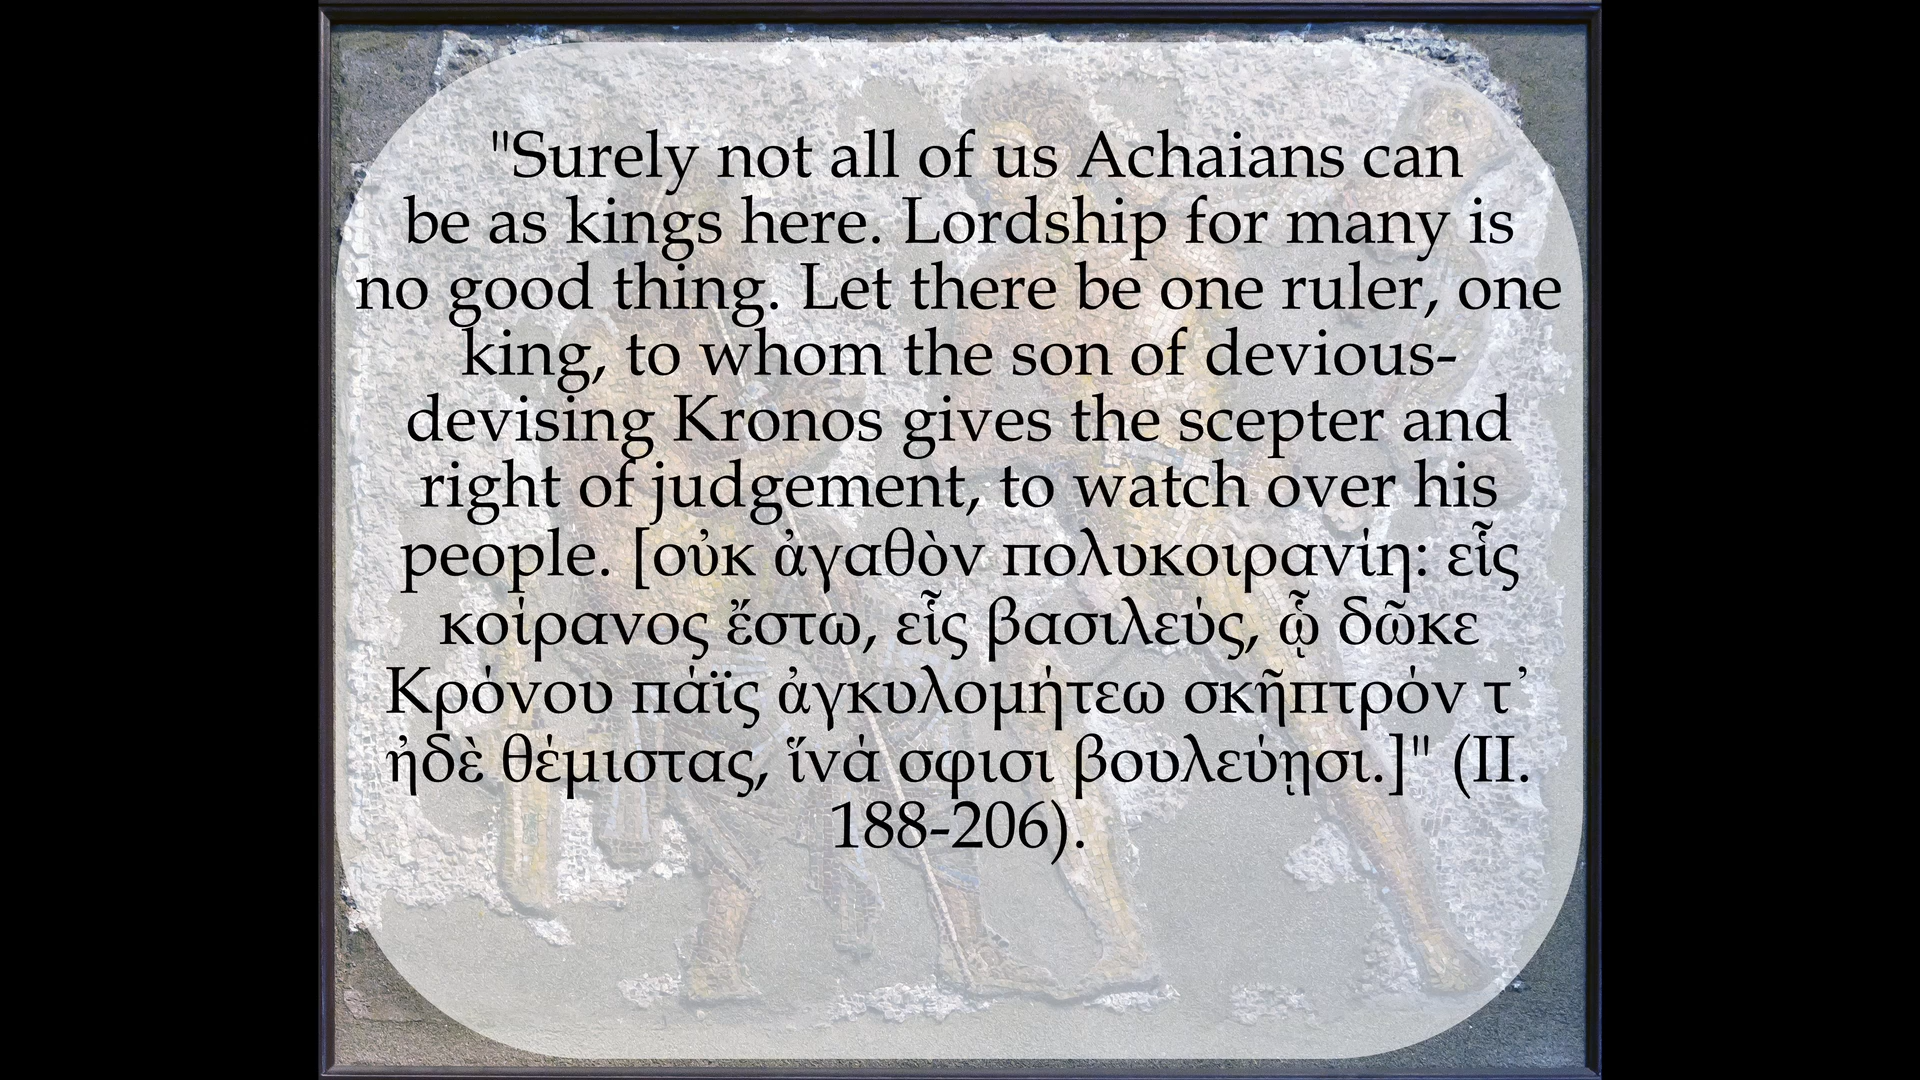 "Surely not all of us Achaians can
be as kings here. Lordship for many is
no good thing. Let there be one ruler, one
king, to whom the son of devious-
devising Kronos gives the scepter and
right of judgement, to watch over his
people. [οὐκ ἀγαθὸν πολυκοιρανίη: εἷς
κοίρανος ἔστω, εἷς βασιλεύς, ᾧ δῶκε
Κρόνου πάϊς ἀγκυλομήτεω σκῆπτρόν τ᾽
ἠδὲ θέμιστας, ἵνά σφισι βουλεύῃσι.]" (II.
188-206).